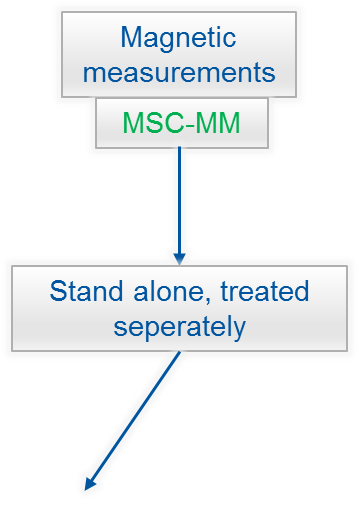 Magnetic
measurements
MSC-MM
Stand alone, treated
seperately